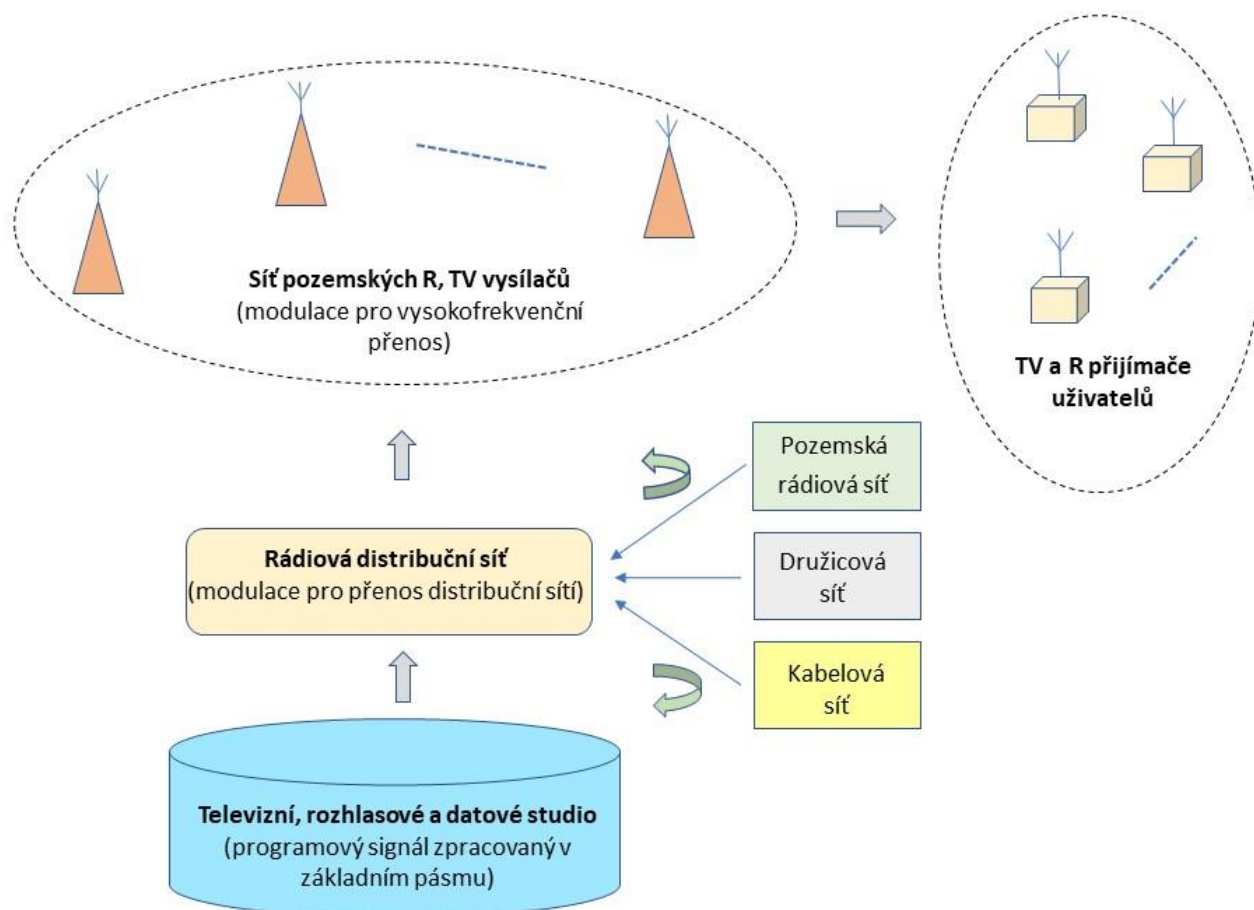 Síť pozemských R, TV vysílačů
(modulace pro vysokofrekvenční
přenos)
TV a R přijímače
uživatelů
Pozemská
rádiová síť
Rádiová distribuční síť
(modulace pro přenos distribuční sítí)
Družicová
síť
Kabelová
síť
Televizní, rozhlasové a datové studio
(programový signál zpracovaný v
základním pásmu)